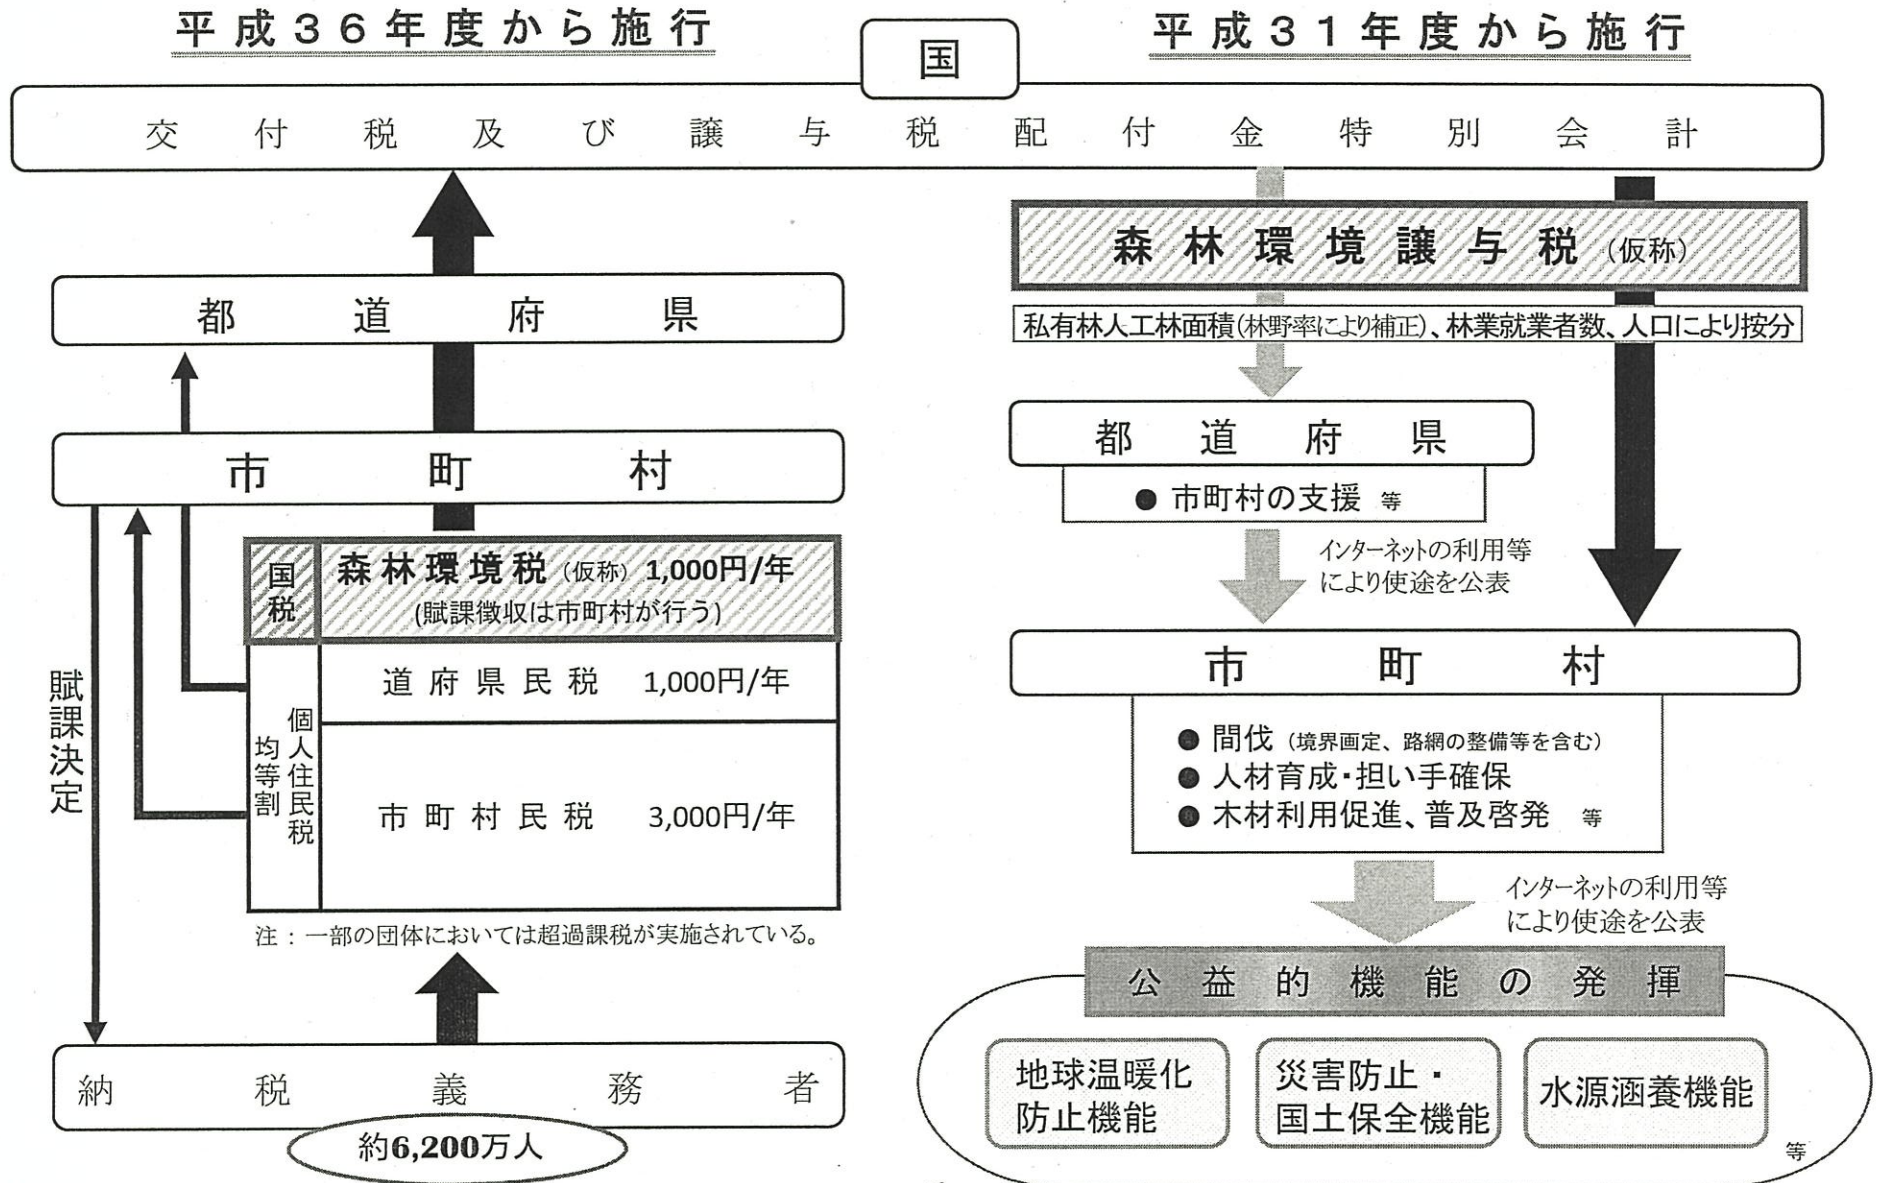 平成36年度から施行
国
平成31年度から施行
交付税及び譲与税配付金特別会計
都道府県
市町村
国税
森林環境税(仮称) 1,000円/年
(賦課徴収は市町村が行う)
個人住民税
均等割
道府県民税 1,000円/年
市町村民税 3,000円/年
注：一部の団体においては超過課税が実施されている。
賦課決定
納税義務者
約6,200万人
森林環境譲与税(仮称)
私有林人工林面積(林野率により補正)、林業就業者数、人口により按分
都道府県
● 市町村の支援 等
インターネットの利用等
により使途を公表
市町村
● 間伐 (境界画定、路網の整備等を含む)
● 人材育成・担い手確保
● 木材利用促進、普及啓発 等
インターネットの利用等
により使途を公表
公益的機能の発揮
地球温暖化
防止機能
災害防止・
国土保全機能
水源涵養機能
等